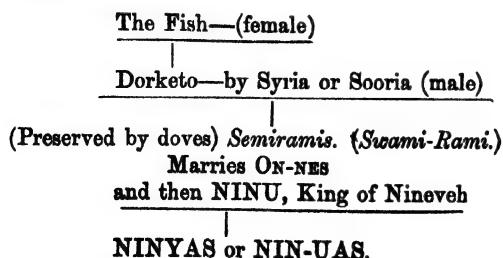 The Fish—(female)
Dorketo—by Syria or Sooria (male)
(Preserved by doves) Semiramis. (Swami-Rami.)
Marries ON-NES
and then NINU, King of Nineveh
NINYAS or NIN-UAS.